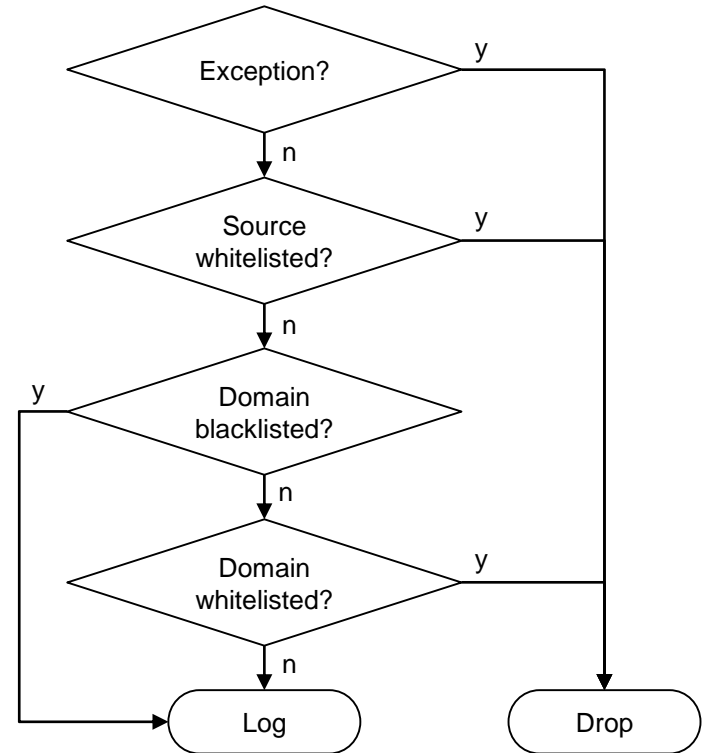 Exception?
y
n
Source
whitelisted?
y
n
Domain
blacklisted?
y
n
Domain
whitelisted?
y
n
Log
Drop